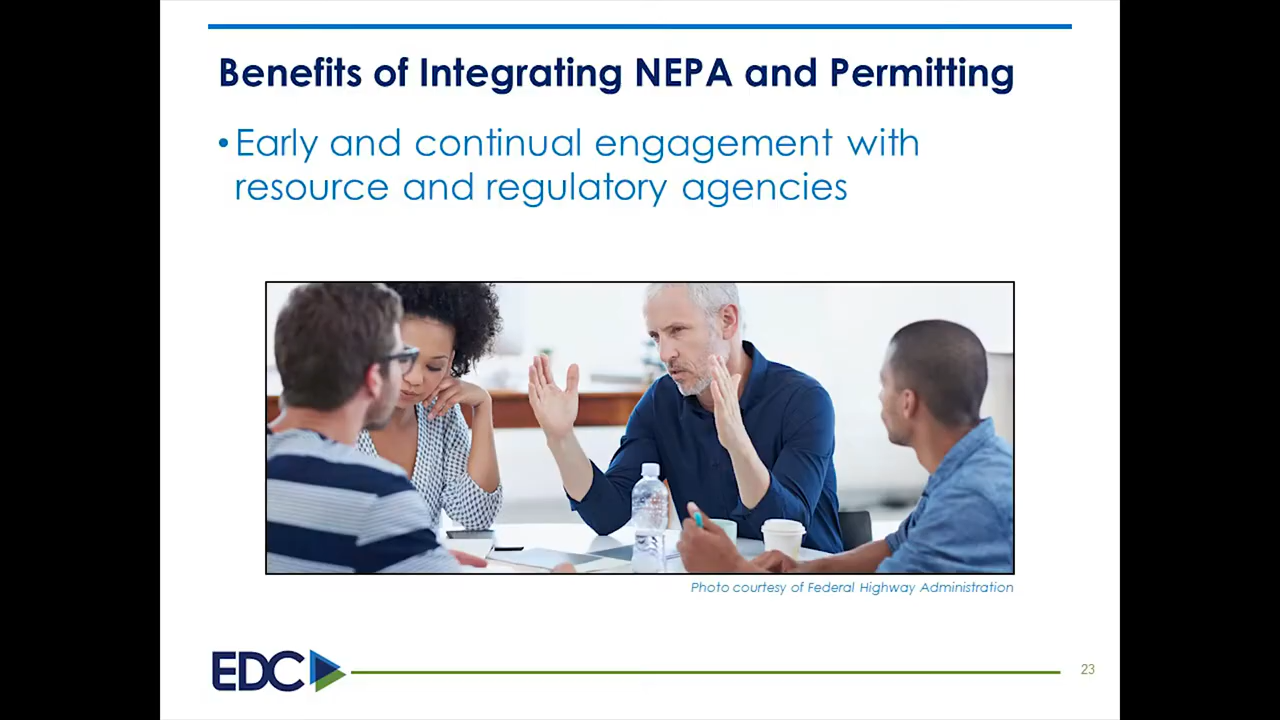 Benefits of Integrating NEPA and Permitting
•Early and continual engagement with
resource and regulatory agencies
Photo courtesy of Federal Highway Administration
EDC
23